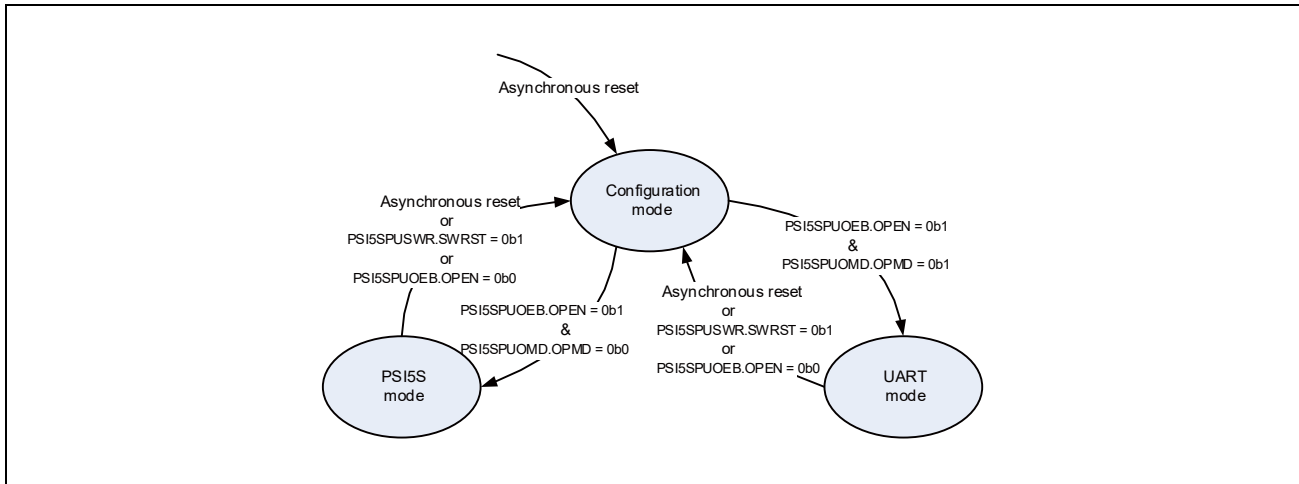 Asynchronous reset
Configuration
mode
Asynchronous reset
or
PSI5SPUSWR.SWRST = 0b1
or
PSI5SPUOEB.OPEN = 0b0
PSI5SPUOEB.OPEN = 0b1
&
PSI5SPUOMD.OPMD = 0b1
PSI5SPUOEB.OPEN = 0b1
&
PSI5SPUOMD.OPMD = 0b0
Asynchronous reset
or
PSI5SPUSWR.SWRST = 0b1
or
PSI5SPUOEB.OPEN = 0b0
PSI5S
mode
UART
mode